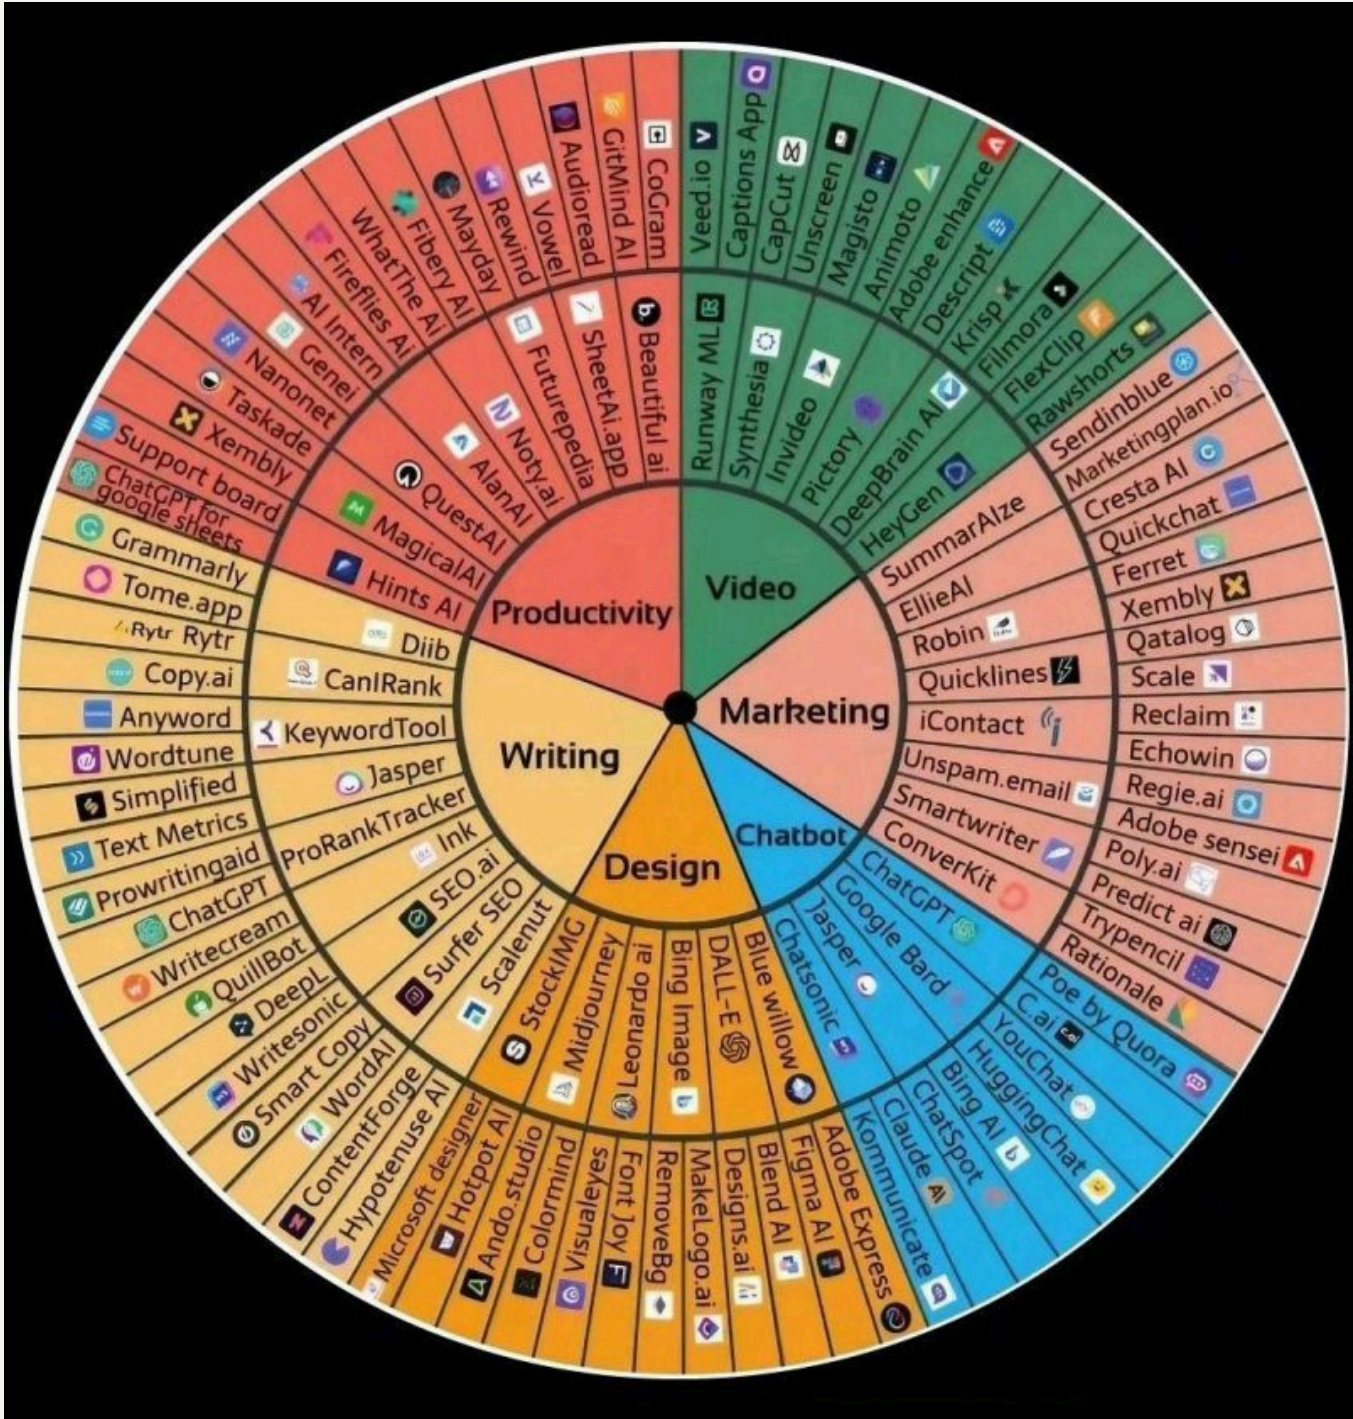 Productivity
Video
Marketing
Chatbot
Design
Writing
Hints AI
MagicalAI
QuestAI
AlanAI
Noty.ai
Futurepedia
SheetAi.app
Beautiful ai
Runway ML
Synthesia
Invideo
Pictory
DeepBrain AI
HeyGen
SummarAIze
EllieAI
Robin
Quicklines
iContact
Unspam.email
Smartwriter
ConverKit
ChatGPT
Google Bard
Jasper
Chatsonic
Blue willow
DALL-E
Bing Image
Leonardo ai
Midjourney
StockIMG
Scalenut
Surfer SEO
SEO.ai
Ink
ProRankTracker
Jasper
KeywordTool
CanIRank
Diib
ChatGPT for
google sheets
Support board
Xembly
Taskade
Nanonet
Genei
AI Intern
Fireflies Ai
WhatThe Ai
Fibery AI
Mayday
Rewind
Vowel
Audioread
GitMind AI
CoGram
Veed.io
Captions App
CapCut
Unscreen
Magisto
Animoto
Adobe enhance
Descript
Krisp
Filmora
FlexClip
Rawshorts
Sendinblue
Marketingplan.io
Cresta AI
Quickchat
Ferret
Xembly
Qatalog
Scale
Reclaim
Echowin
Regie.ai
Adobe sensei
Poly.ai
Predict ai
Trypencil
Rationale
Poe by Quora
C.ai
YouChat
HuggingChat
Bing AI
ChatSpot
Claude
Kommunicate
Adobe Express
Figma AI
Blend AI
Designs.ai
MakeLogo.ai
RemoveBg
Font Joy
Visualeyes
Colormind
Ando.studio
Hotpot AI
Microsoft designer
Hypotenuse AI
ContentForge
WordAI
Smart Copy
Writesonic
DeepL
QuillBot
Writecream
ChatGPT
Prowritingaid
Text Metrics
Simplified
Wordtune
Anyword
Copy.ai
Rytr Rytr
Tome.app
Grammarly